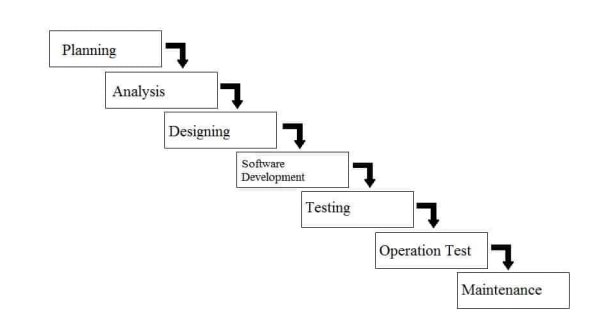 Planning
Analysis
Designing
Software
Development
Testing
Operation Test
Maintenance